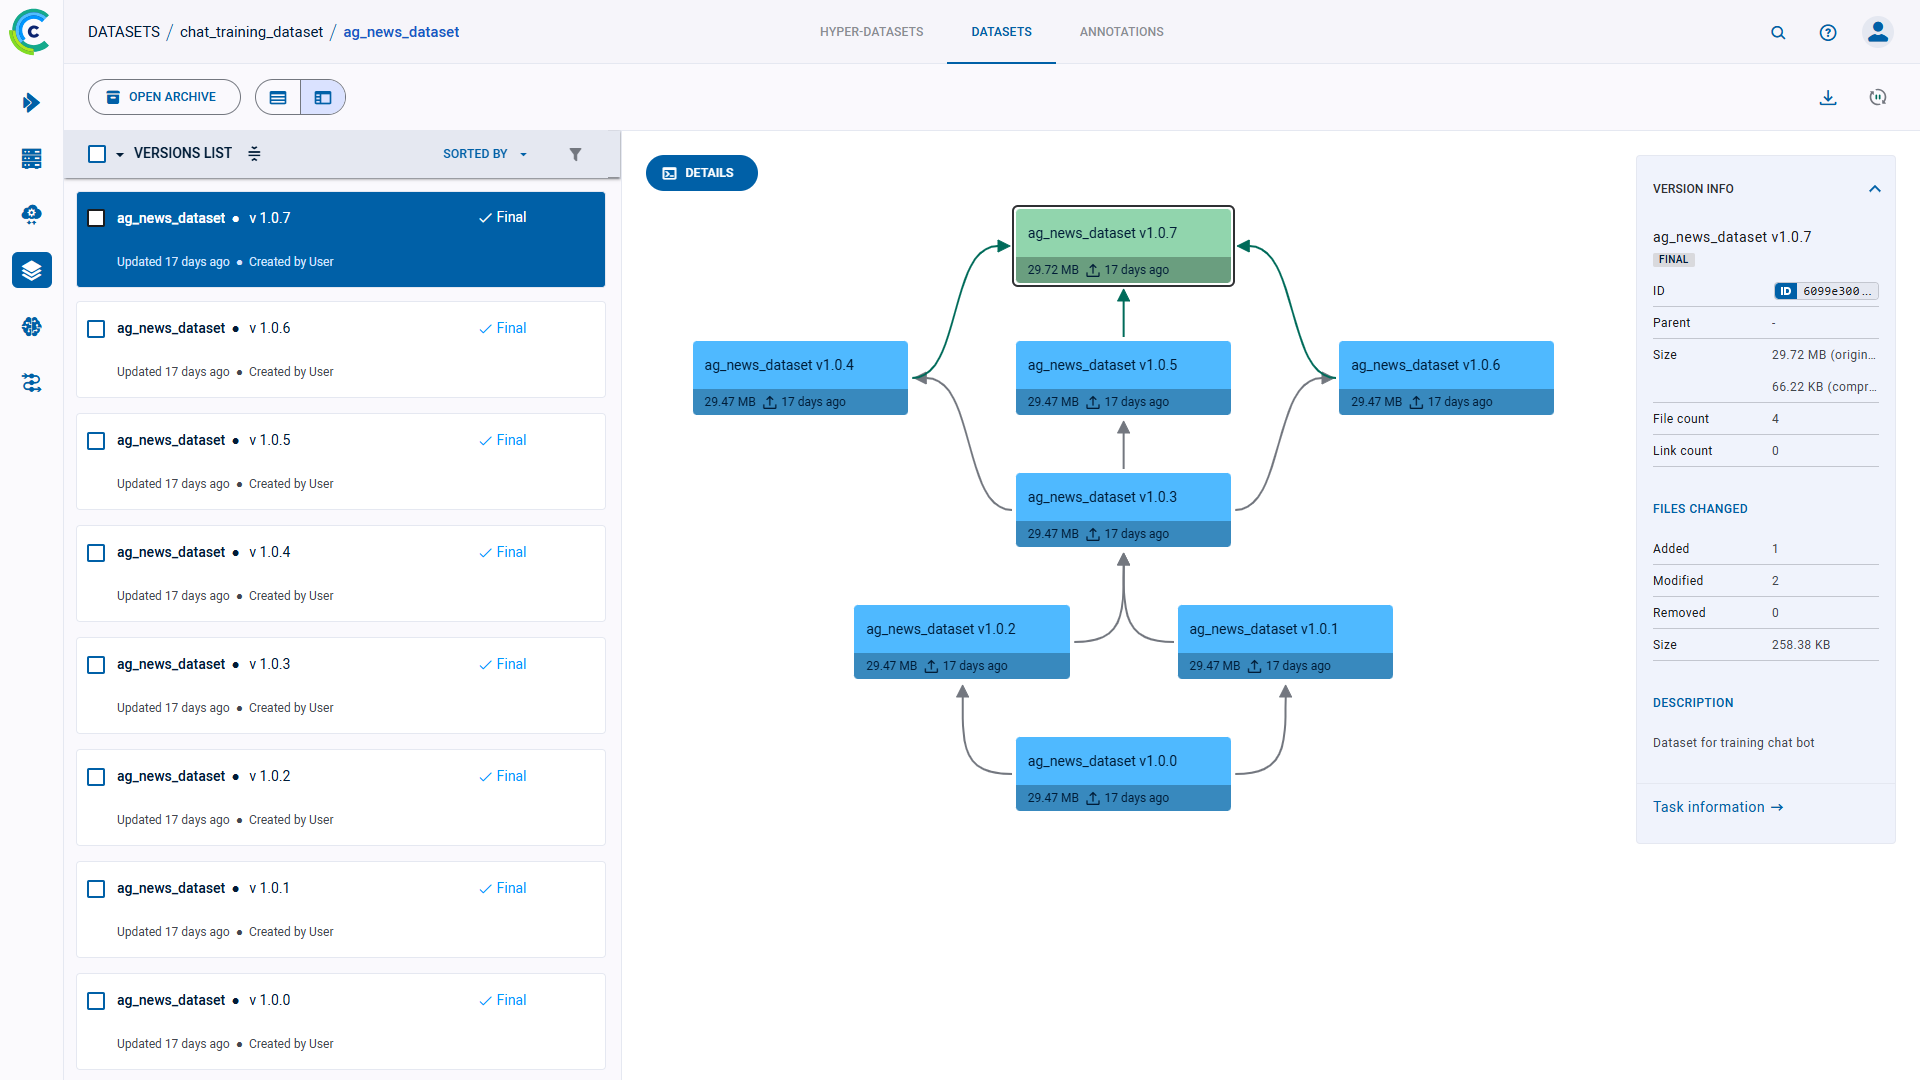 DATASETS / chat_training_dataset / ag_news_dataset
HYPER-DATASETS
DATASETS
ANNOTATIONS
OPEN ARCHIVE
VERSIONS LIST
SORTED BY
ag_news_dataset • v 1.0.7
Final
Updated 17 days ago • Created by User
ag_news_dataset • v 1.0.6
Final
Updated 17 days ago • Created by User
ag_news_dataset • v 1.0.5
Final
Updated 17 days ago • Created by User
ag_news_dataset • v 1.0.4
Final
Updated 17 days ago • Created by User
ag_news_dataset • v 1.0.3
Final
Updated 17 days ago • Created by User
ag_news_dataset • v 1.0.2
Final
Updated 17 days ago • Created by User
ag_news_dataset • v 1.0.1
Final
Updated 17 days ago • Created by User
ag_news_dataset • v 1.0.0
Final
Updated 17 days ago • Created by User
DETAILS
ag_news_dataset v1.0.7
29.72 MB 17 days ago
ag_news_dataset v1.0.4
29.47 MB 17 days ago
ag_news_dataset v1.0.5
29.47 MB 17 days ago
ag_news_dataset v1.0.6
29.47 MB 17 days ago
ag_news_dataset v1.0.3
29.47 MB 17 days ago
ag_news_dataset v1.0.2
29.47 MB 17 days ago
ag_news_dataset v1.0.1
29.47 MB 17 days ago
ag_news_dataset v1.0.0
29.47 MB 17 days ago
VERSION INFO
ag_news_dataset v1.0.7
FINAL
ID ID 6099e300...
Parent -
Size 29.72 MB (origin...
66.22 KB (compr...
File count 4
Link count 0
FILES CHANGED
Added 1
Modified 2
Removed 0
Size 258.38 KB
DESCRIPTION
Dataset for training chat bot
Task information →